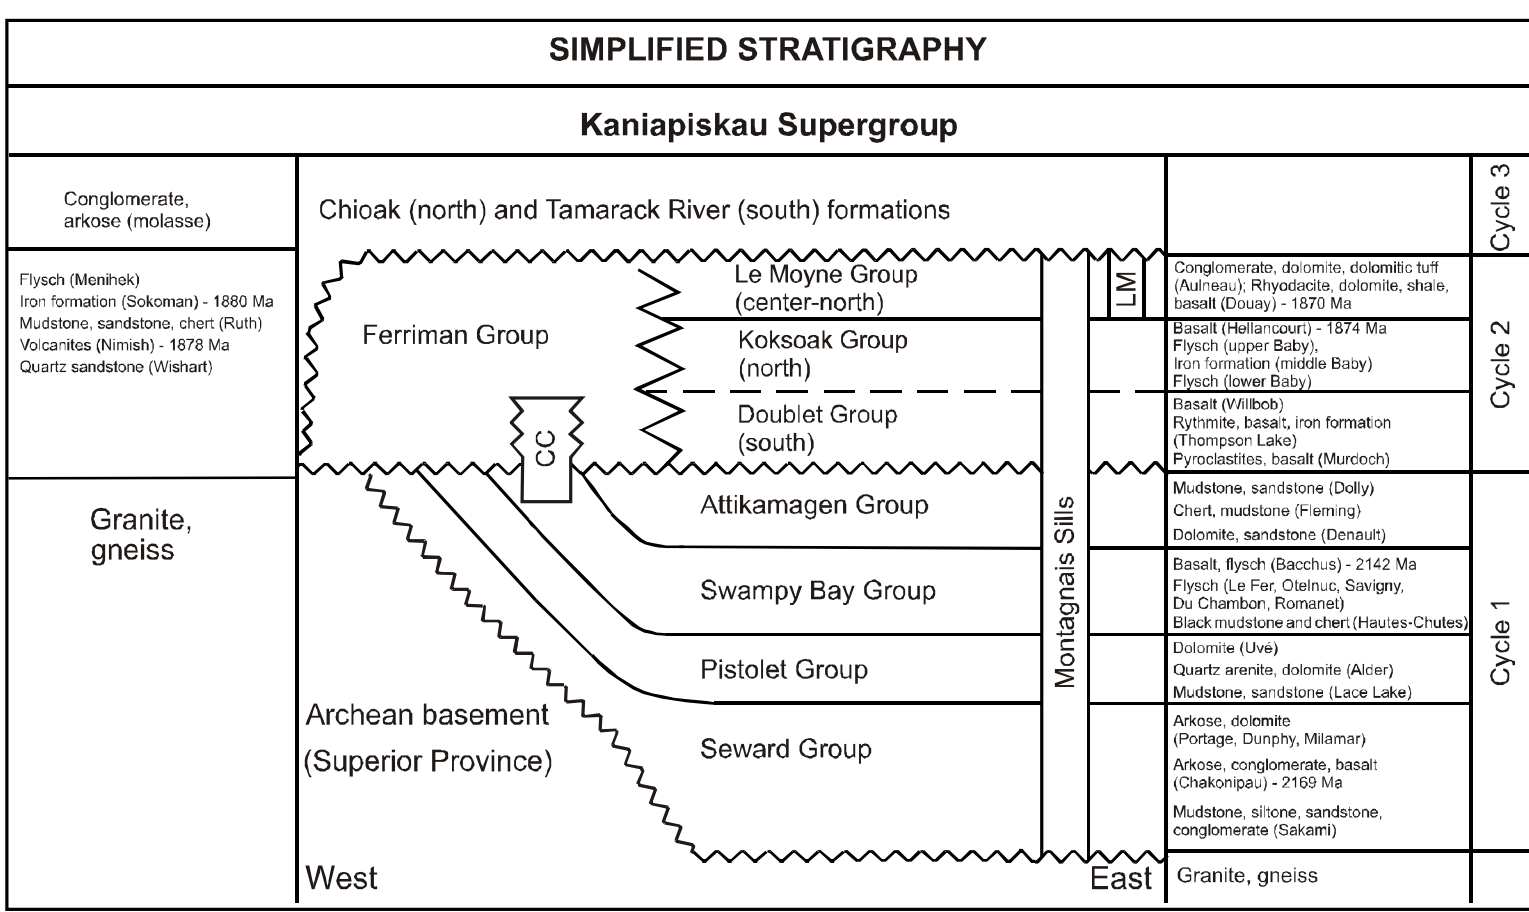 SIMPLIFIED STRATIGRAPHY
Kaniapiskau Supergroup
Conglomerate,
arkose (molasse)
Chioak (north) and Tamarack River (south) formations
Cycle 3
Flysch (Menihek)
Iron formation (Sokoman) - 1880 Ma
Mudstone, sandstone, chert (Ruth)
Volcanites (Nimish) - 1878 Ma
Quartz sandstone (Wishart)
Ferriman Group
CC
Le Moyne Group
(center-north)
Koksoak Group
(north)
Doublet Group
(south)
LM
Conglomerate, dolomite, dolomitic tuff
(Aulneau); Rhyodacite, dolomite, shale,
basalt (Douay) - 1870 Ma
Basalt (Hellancourt) - 1874 Ma
Flysch (upper Baby),
Iron formation (middle Baby)
Flysch (lower Baby)
Basalt (Willbob)
Rythmite, basalt, iron formation
(Thompson Lake)
Pyroclastites, basalt (Murdoch)
Cycle 2
Granite,
gneiss
Archean basement
(Superior Province)
Attikamagen Group
Swampy Bay Group
Pistolet Group
Seward Group
Montagnais Sills
Mudstone, sandstone (Dolly)
Chert, mudstone (Fleming)
Dolomite, sandstone (Denault)
Basalt, flysch (Bacchus) - 2142 Ma
Flysch (Le Fer, Otelnuc, Savigny,
Du Chambon, Romanet)
Black mudstone and chert (Hautes-Chutes)
Dolomite (Uvé)
Quartz arenite, dolomite (Alder)
Mudstone, sandstone (Lace Lake)
Arkose, dolomite
(Portage, Dunphy, Milamar)
Arkose, conglomerate, basalt
(Chakonipau) - 2169 Ma
Mudstone, siltone, sandstone,
conglomerate (Sakami)
Cycle 1
West
East
Granite, gneiss